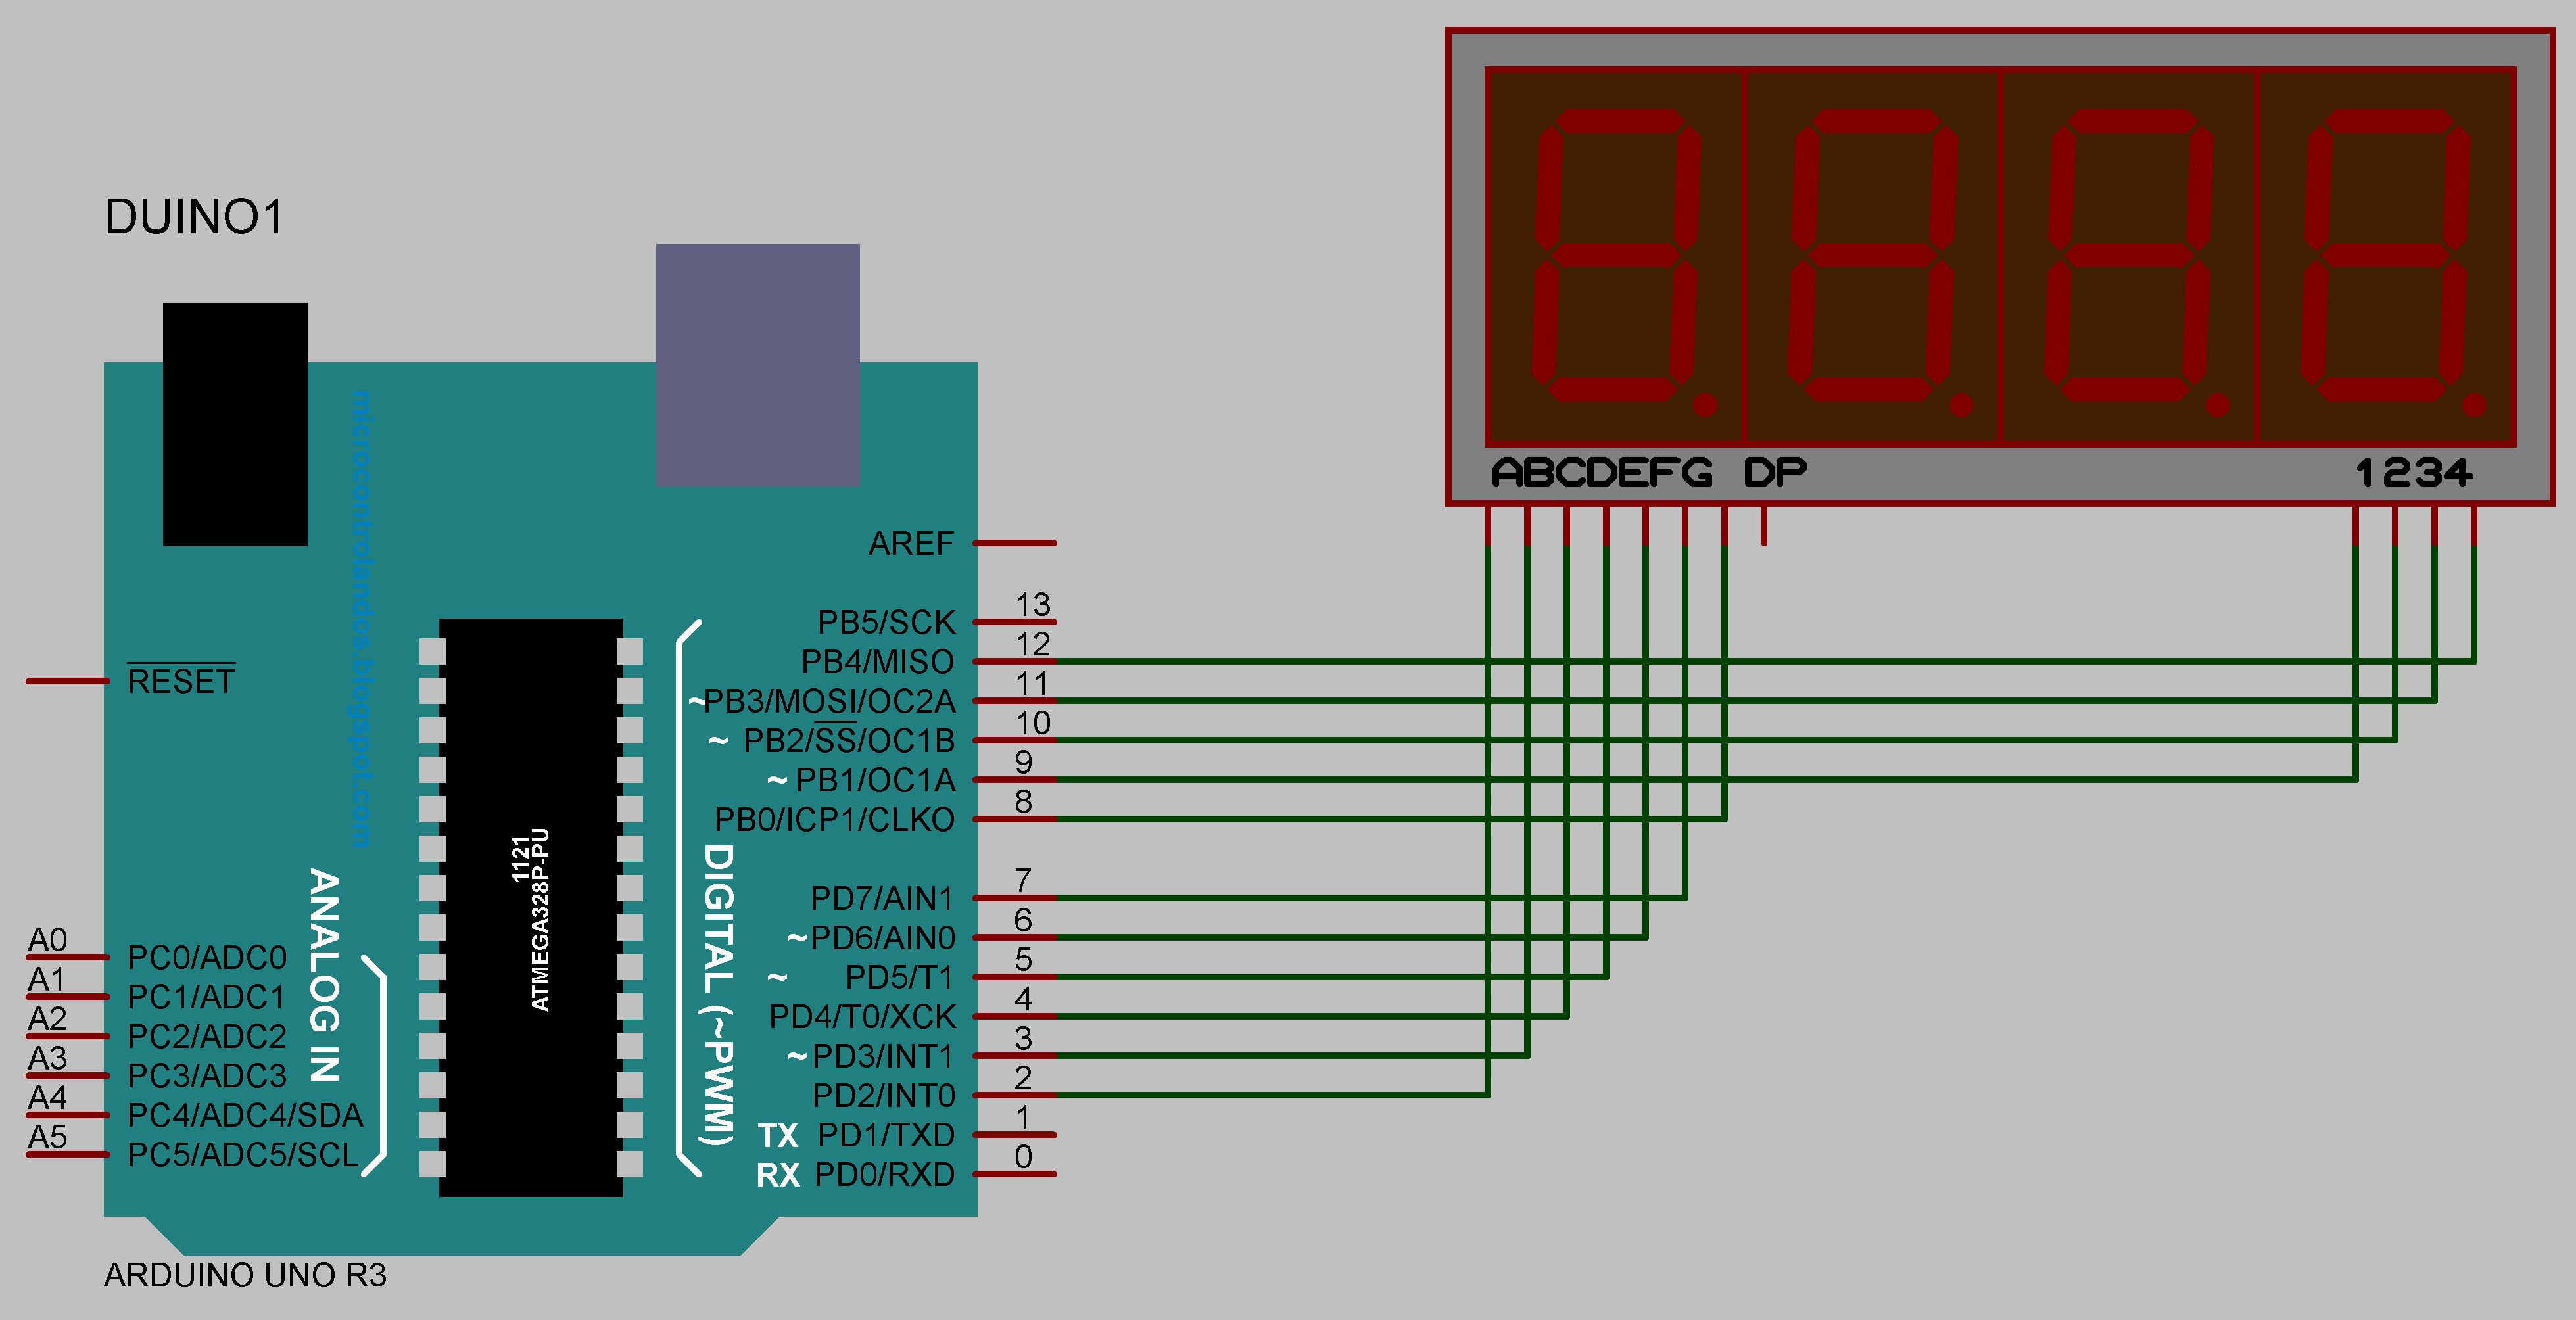 ABCDEFG DP
1234
DUINO1
microcontrolandos.blogspot.com
AREF
13
PB5/SCK
12
PB4/MISO
RESET
11
~PB3/MOSI/OC2A
10
~ PB2/SS/OC1B
9
~ PB1/OC1A
8
PB0/ICP1/CLKO
1121
ATMEGA328P-PU
DIGITAL (~PWM)
ANALOG IN
7
PD7/AIN1
6
~PD6/AIN0
5
~ PD5/T1
4
PD4/T0/XCK
3
~PD3/INT1
2
PD2/INT0
1
TX PD1/TXD
0
RX PD0/RXD
A0
PC0/ADC0
A1
PC1/ADC1
A2
PC2/ADC2
A3
PC3/ADC3
A4
PC4/ADC4/SDA
A5
PC5/ADC5/SCL
ARDUINO UNO R3